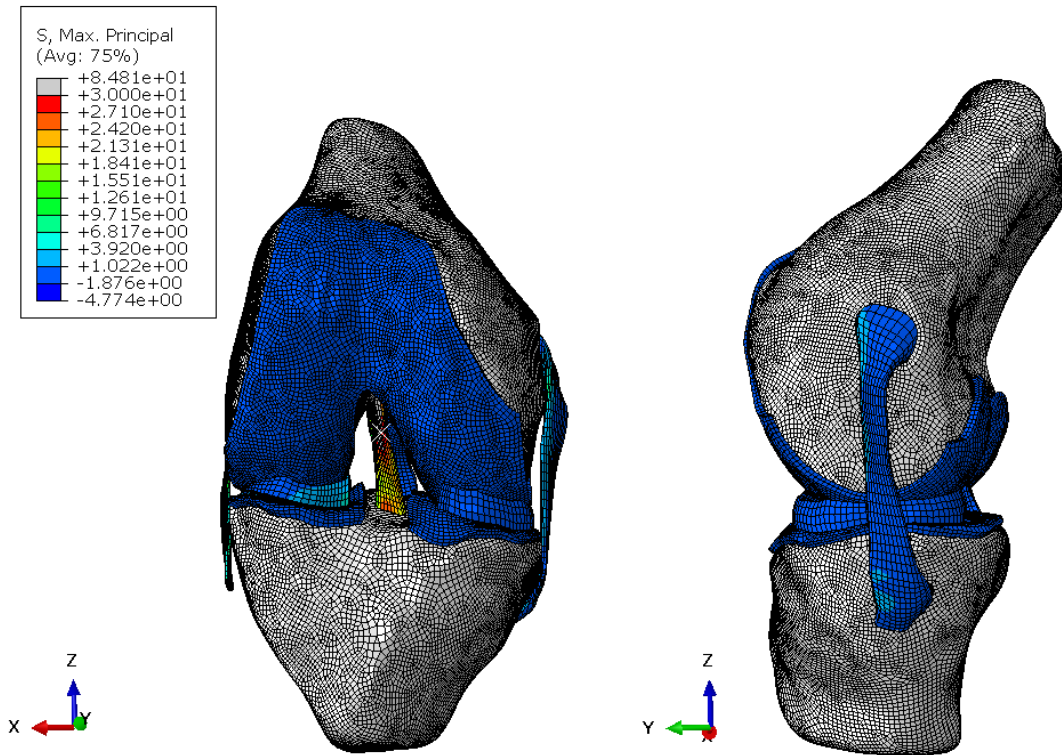 S, Max. Principal
(Avg: 75%)
+8.481e+01
+3.000e+01
+2.710e+01
+2.420e+01
+2.131e+01
+1.841e+01
+1.551e+01
+1.261e+01
+9.715e+00
+6.817e+00
+3.920e+00
+1.022e+00
-1.876e+00
-4.774e+00
Z
X
Y
Z
Y
X